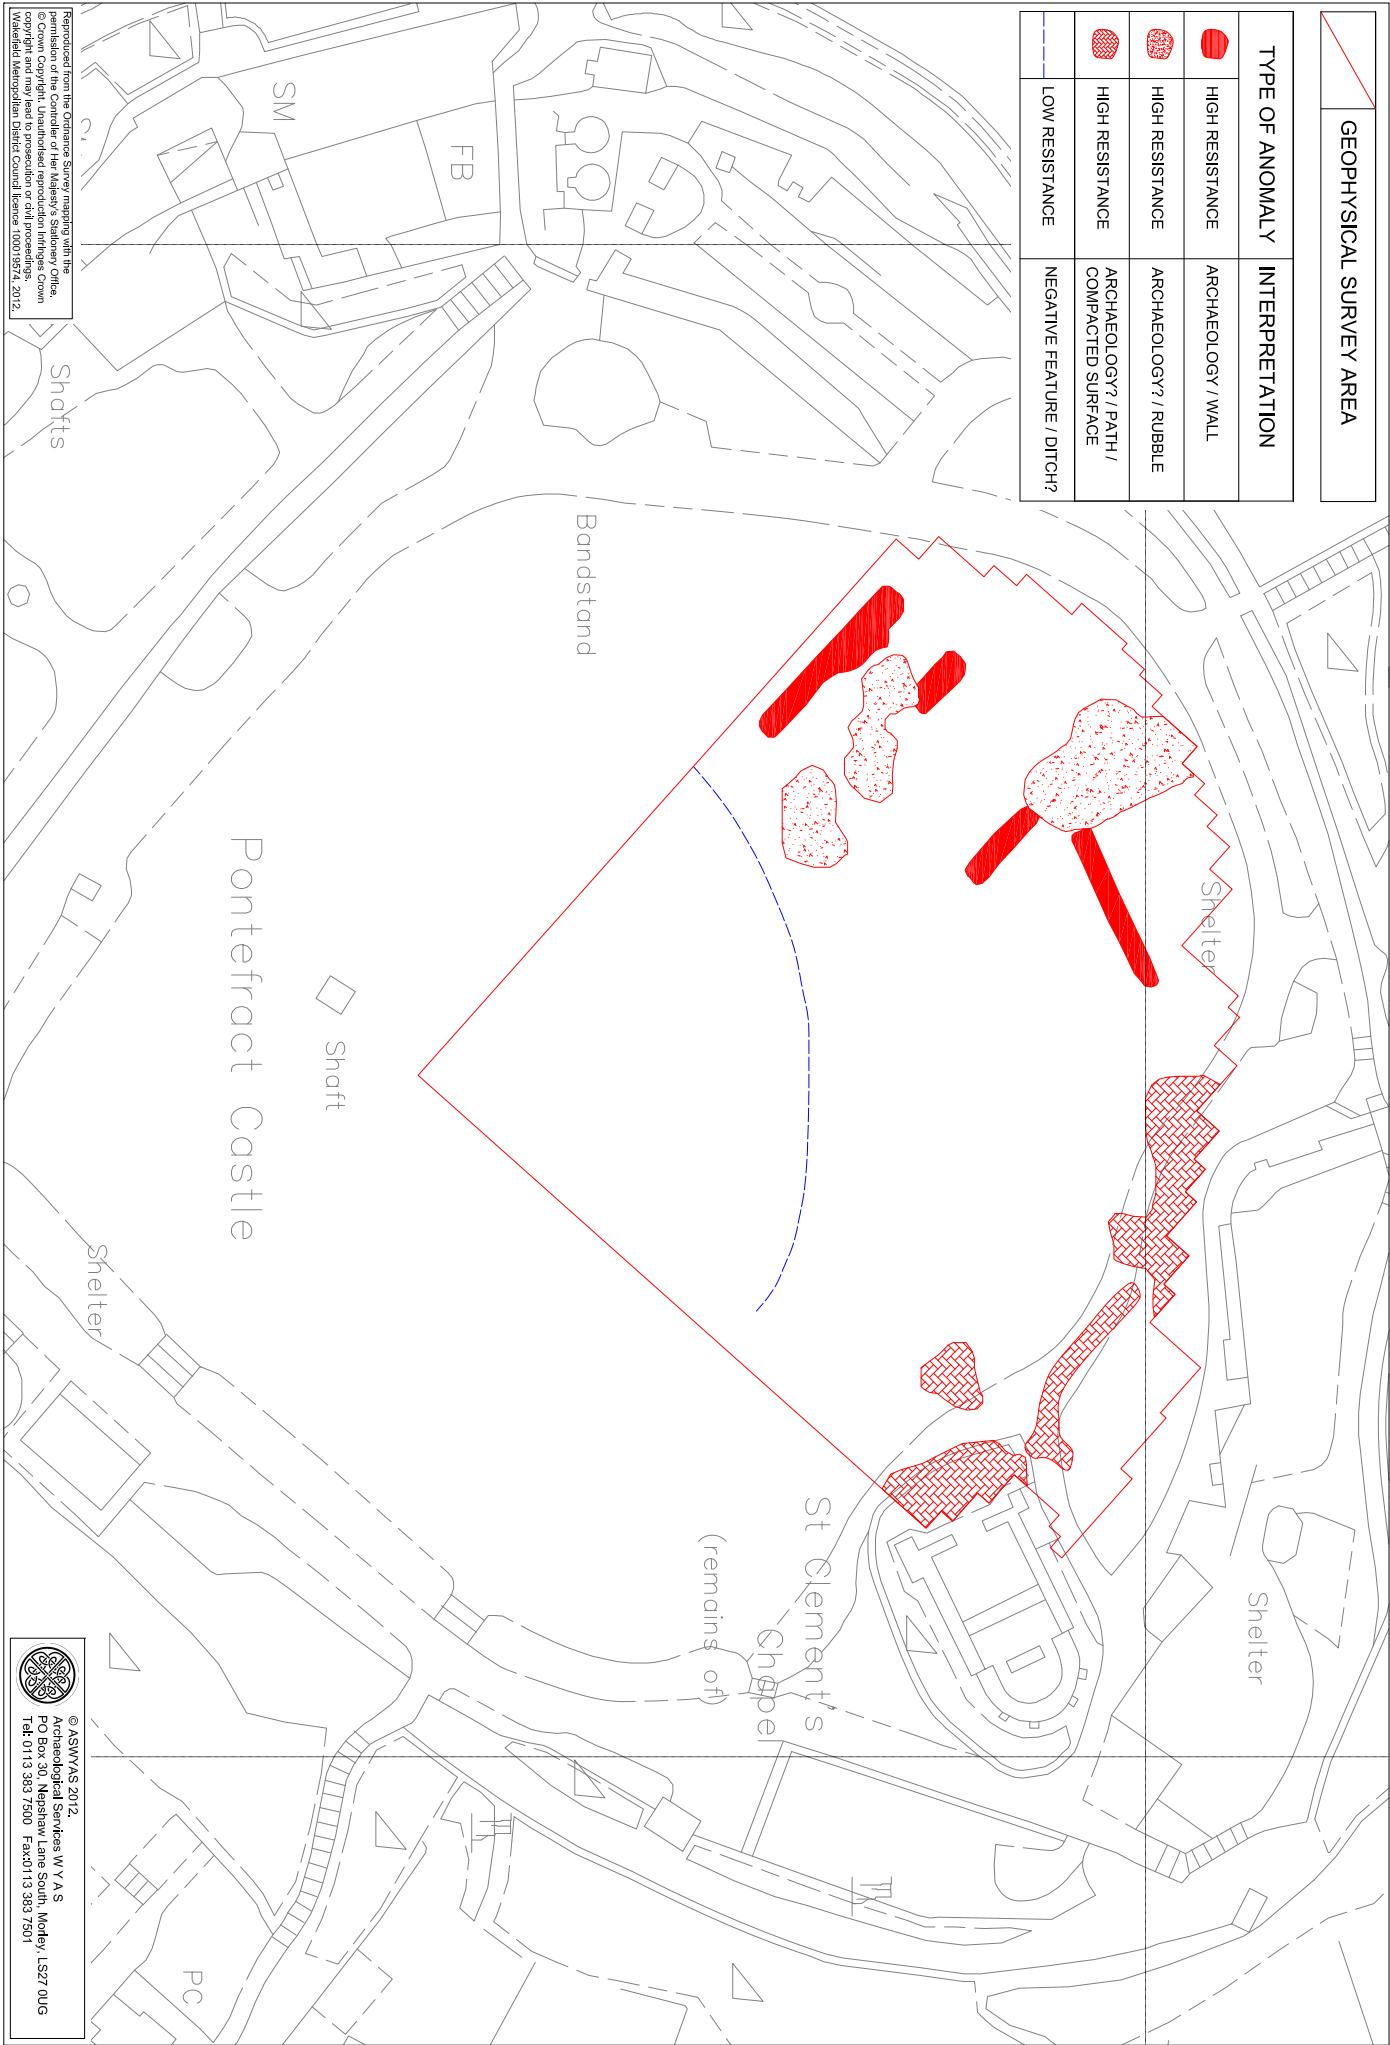 GEOPHYSICAL SURVEY AREA
TYPE OF ANOMALY
INTERPRETATION
HIGH RESISTANCE
ARCHAEOLOGY / WALL
HIGH RESISTANCE
ARCHAEOLOGY? / RUBBLE
HIGH RESISTANCE
ARCHAEOLOGY? / PATH /
COMPACTED SURFACE
LOW RESISTANCE
NEGATIVE FEATURE / DITCH?
Shelter
Shelter
St Clement's
Chapel
(remains of)
Bandstand
FB
SM
Shaft
Pontefract Castle
Shelter
Shafts
PC
Reproduced from the Ordnance Survey mapping with the
permission of the Controller of Her Majesty's Stationery Office.
© Crown Copyright. Unauthorised reproduction infringes Crown
copyright and may lead to prosecution or civil proceedings.
Wakefield Metropolitan District Council licence 100019574, 2012.
© ASWYAS 2012.
Archaeological Services W Y A S
PO Box 30, Nepshaw Lane South, Morley, LS27 0UG
Tel: 0113 383 7500 Fax:0113 383 7501